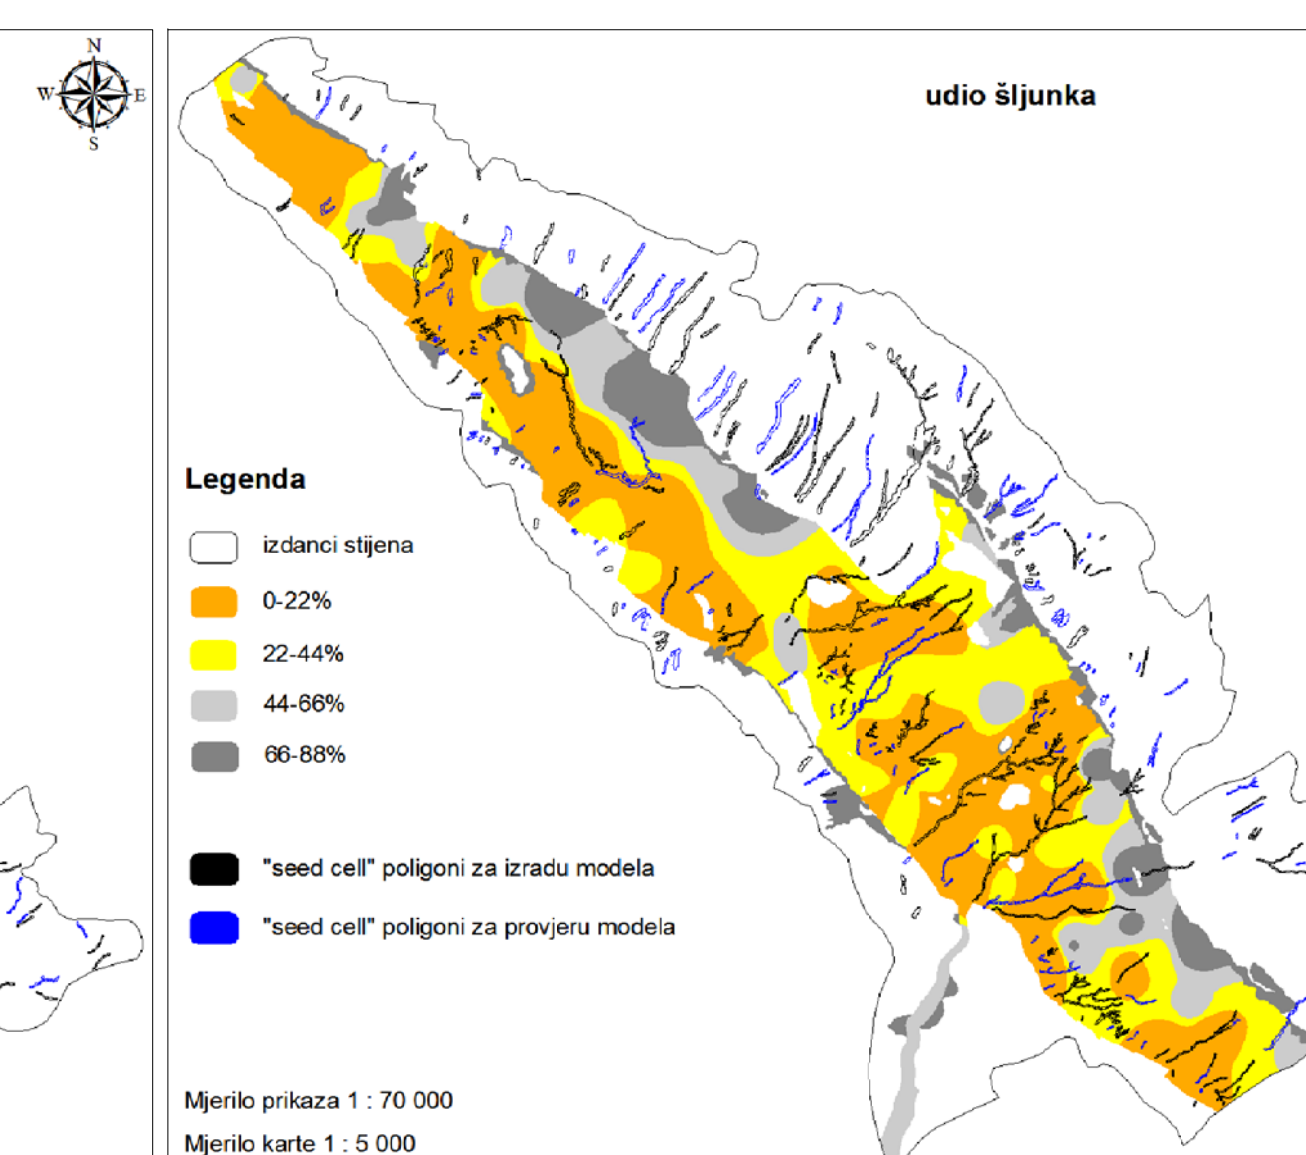 N
W E
S
udio šljunka
Legenda
izdanci stijena
0-22%
22-44%
44-66%
66-88%
"seed cell" poligoni za izradu modela
"seed cell" poligoni za provjeru modela
Mjerilo prikaza 1 : 70 000
Mjerilo karte 1 : 5 000